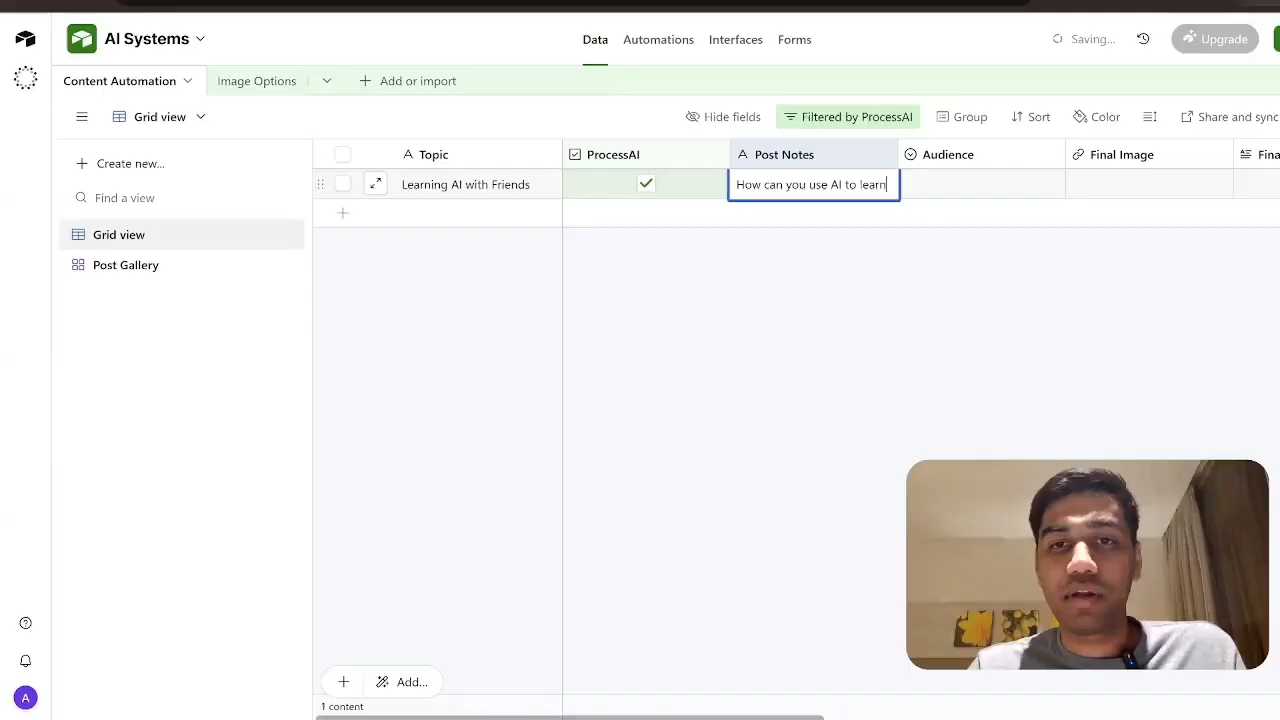 AI Systems
Data Automations Interfaces Forms
Saving...
Upgrade
Content Automation
Image Options
Add or import
Grid view
Hide fields
Filtered by ProcessAI
Group
Sort
Color
Share and sync
Create new...
Find a view
Grid view
Post Gallery
Topic
ProcessAI
Post Notes
Audience
Final Image
Fina
Learning AI with Friends
How can you use AI to learn
Add...
1 content
A